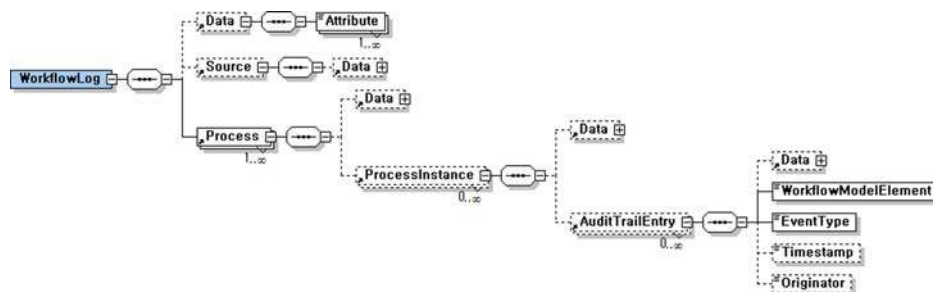 Data
Attribute
1..∞
Source
Data
WorkflowLog
Data
Process
1..∞
Data
ProcessInstance
0..∞
Data
WorkflowModelElement
AuditTrailEntry
EventType
0..∞
Timestamp
Originator